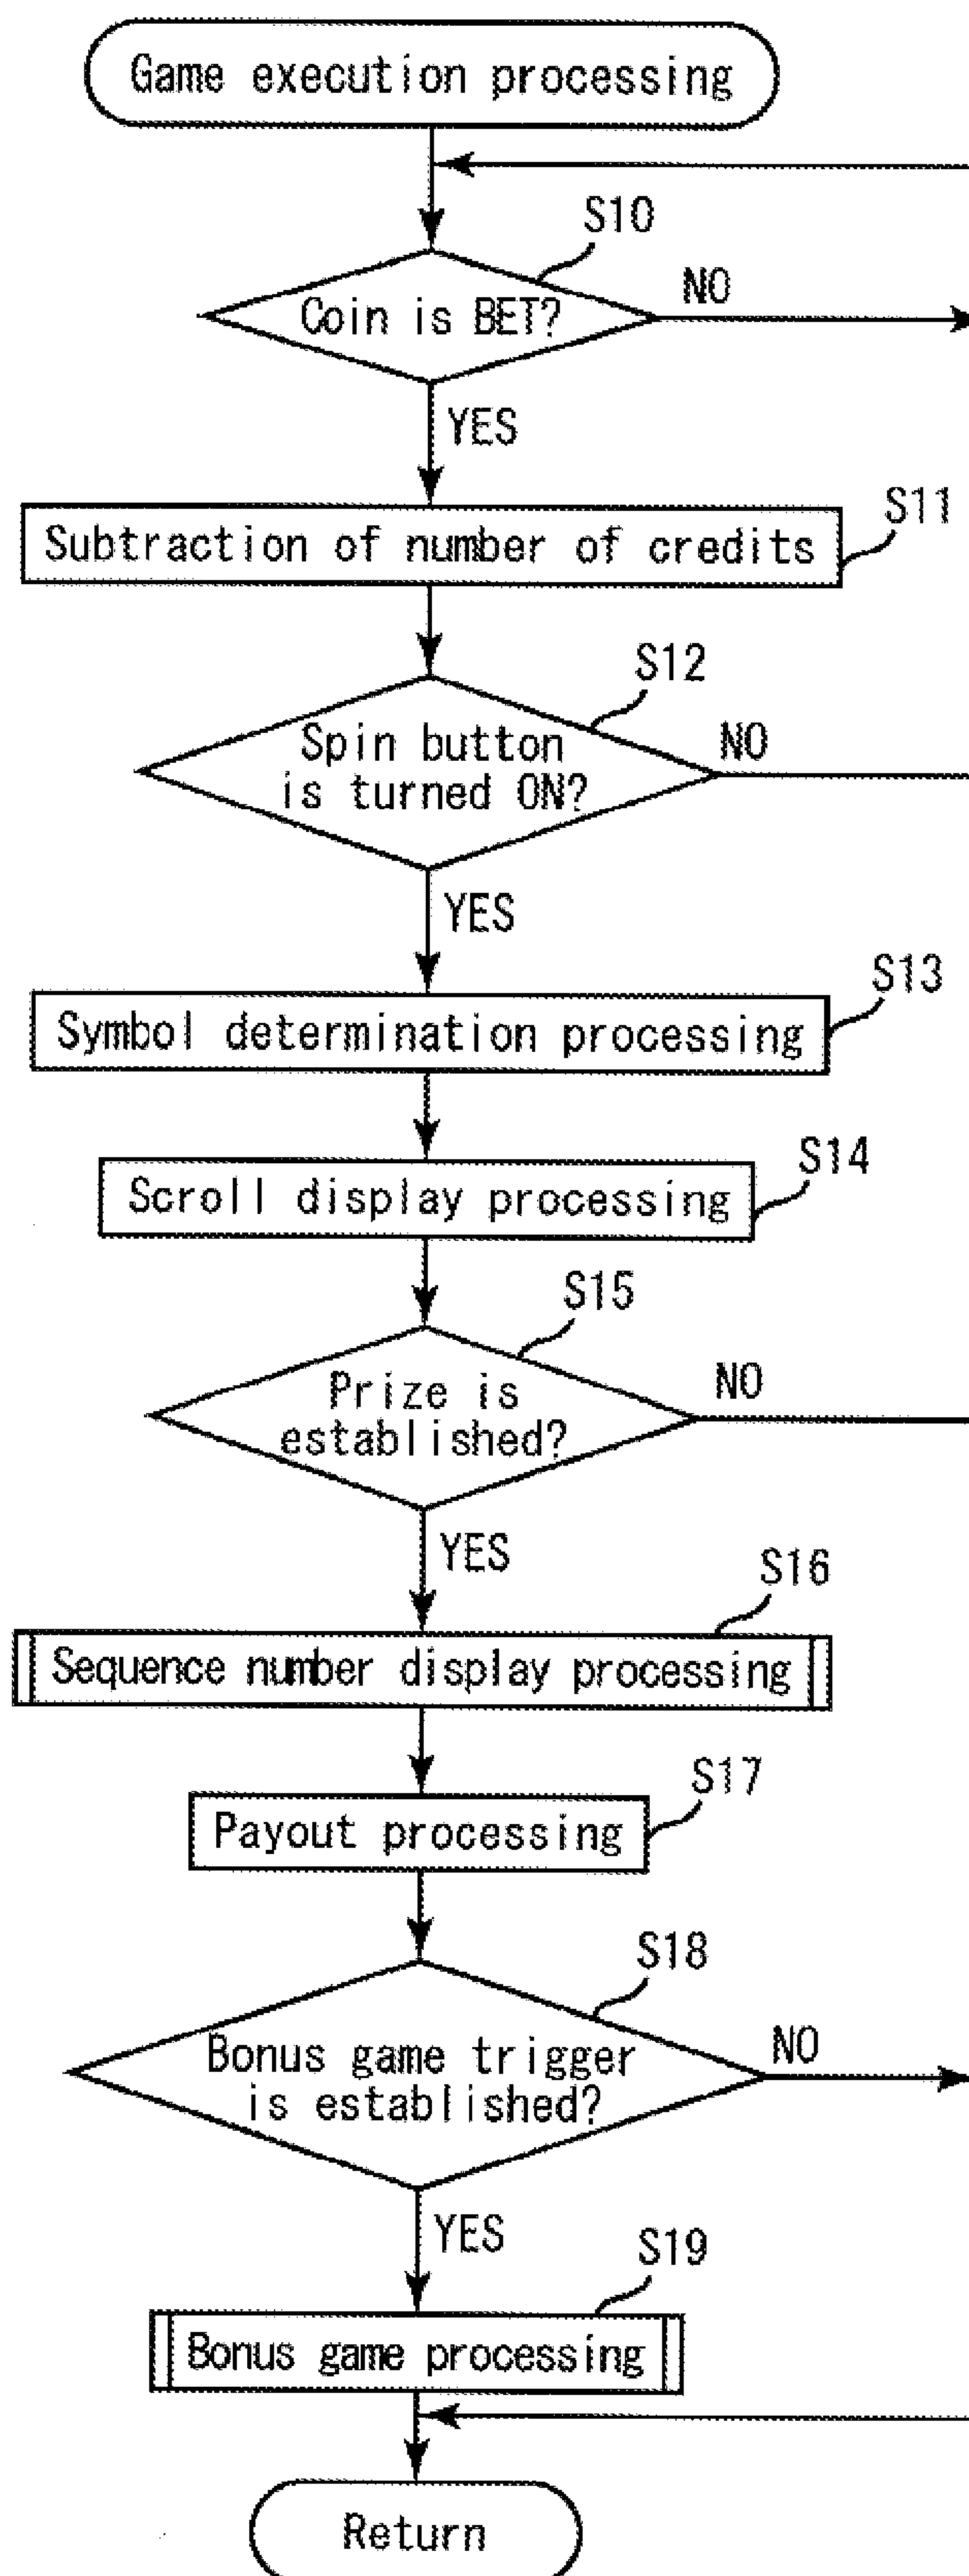 Game execution processing
S10
Coin is BET?
NO
YES
S11
Subtraction of number of credits
S12
Spin button
is turned ON?
NO
YES
S13
Symbol determination processing
S14
Scroll display processing
S15
Prize is
established?
NO
YES
S16
Sequence number display processing
S17
Payout processing
S18
Bonus game trigger
is established?
NO
YES
S19
Bonus game processing
Return